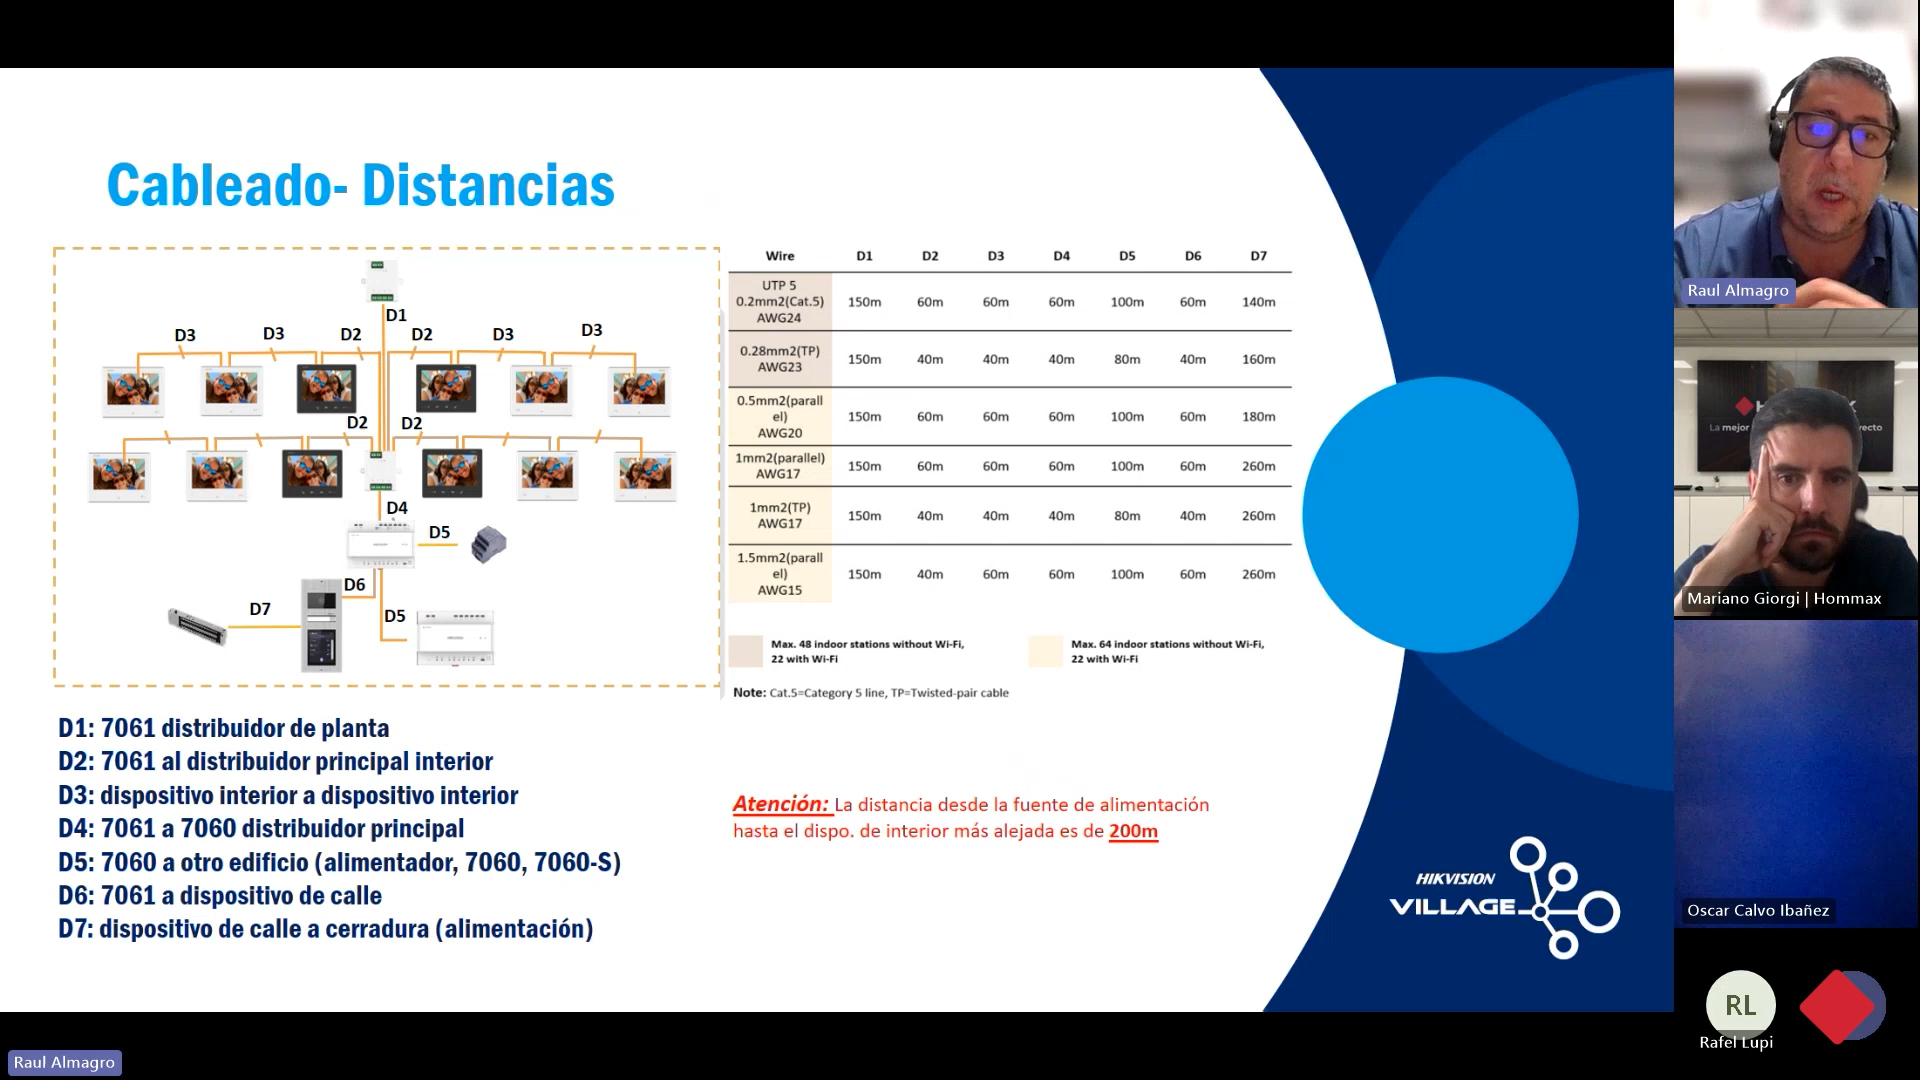 Cableado- Distancias
D1
D3 D3 D2 D2 D3 D3
D2 D2
D4
D5
D6
D7
D5
Wire D1 D2 D3 D4 D5 D6 D7
UTP 5
0.2mm2(Cat.5) 150m 60m 60m 60m 100m 60m 140m
AWG24
0.28mm2(TP) 150m 40m 40m 40m 80m 40m 160m
AWG23
0.5mm2(parall
el) 150m 60m 60m 60m 100m 60m 180m
AWG20
1mm2(parallel) 150m 60m 60m 60m 100m 60m 260m
AWG17
1mm2(TP) 150m 40m 40m 40m 80m 40m 260m
AWG17
1.5mm2(parall
el) 150m 40m 60m 60m 100m 60m 260m
AWG15
Max. 48 indoor stations without Wi-Fi,
22 with Wi-Fi
Max. 64 indoor stations without Wi-Fi,
22 with Wi-Fi
Note: Cat.5=Category 5 line, TP=Twisted-pair cable
D1: 7061 distribuidor de planta
D2: 7061 al distribuidor principal interior
D3: dispositivo interior a dispositivo interior
D4: 7061 a 7060 distribuidor principal
D5: 7060 a otro edificio (alimentador, 7060, 7060-S)
D6: 7061 a dispositivo de calle
D7: dispositivo de calle a cerradura (alimentación)
Atención: La distancia desde la fuente de alimentación
hasta el dispo. de interior más alejada es de 200m
HIKVISION
VILLAGE
Raul Almagro
La mejor
recto
Mariano Giorgi | Hommax
Oscar Calvo Ibañez
RL
Rafel Lupi
Raul Almagro